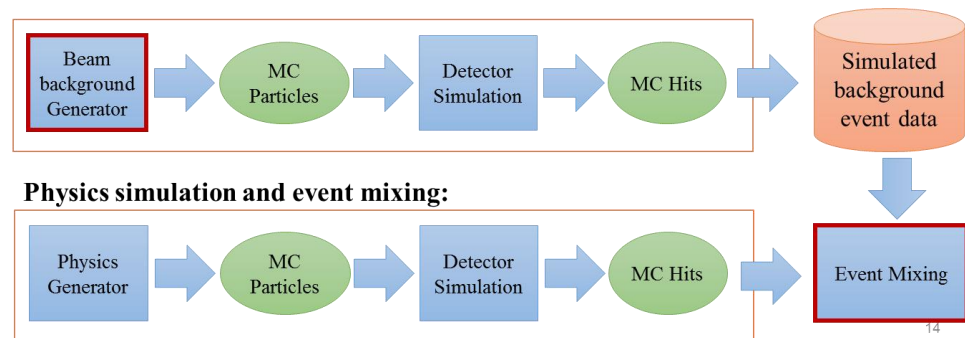 Beam
background
Generator
MC
Particles
Detector
Simulation
MC Hits
Simulated
background
event data
Physics simulation and event mixing:
Physics
Generator
MC
Particles
Detector
Simulation
MC Hits
Event Mixing
14